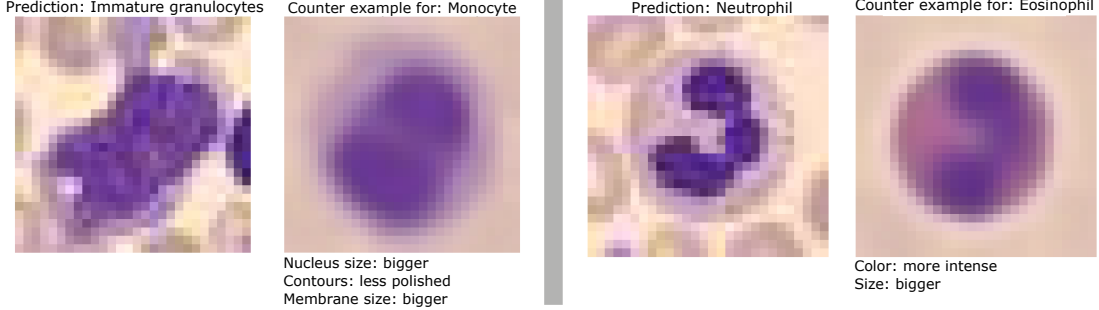 Prediction: Immature granulocytes
Counter example for: Monocyte
Nucleus size: bigger
Contours: less polished
Membrane size: bigger
Prediction: Neutrophil
Counter example for: Eosinophil
Color: more intense
Size: bigger